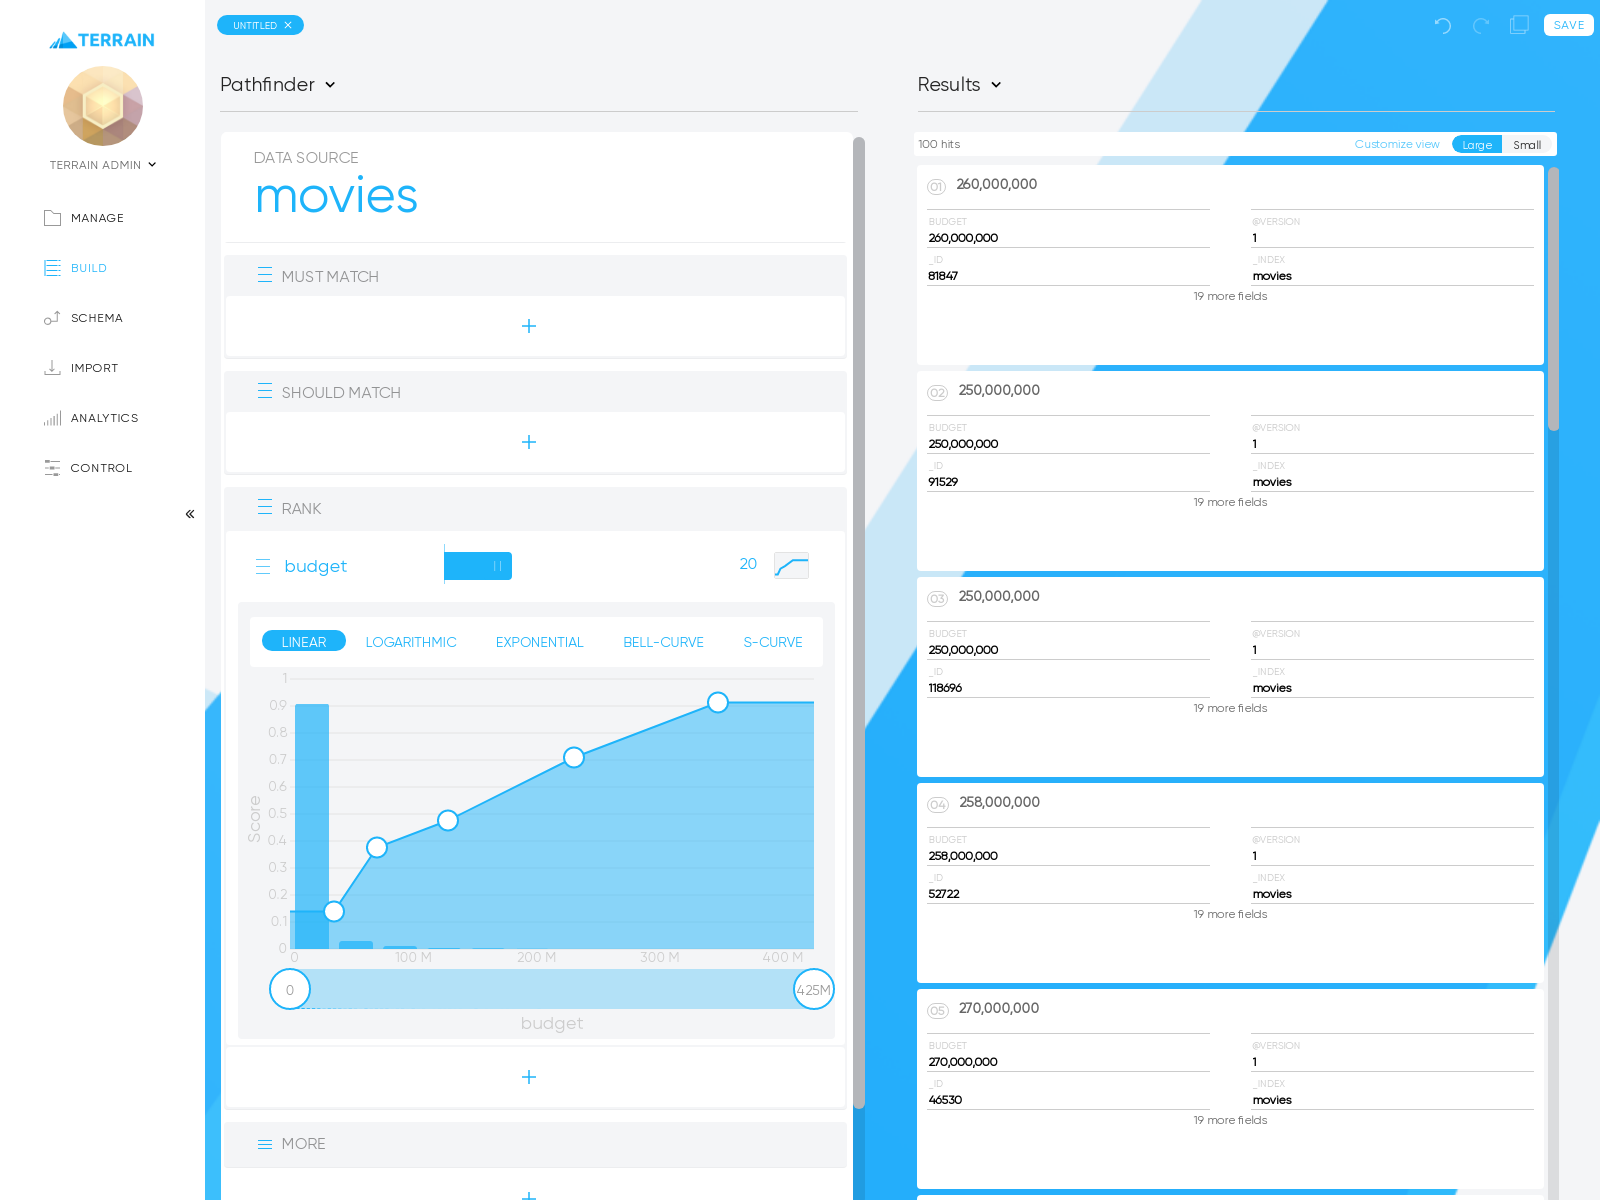 TERRAIN
TERRAIN ADMIN
MANAGE
BUILD
SCHEMA
IMPORT
ANALYTICS
CONTROL
UNTITLED
SAVE
Pathfinder
DATA SOURCE
movies
MUST MATCH
+
SHOULD MATCH
+
RANK
budget
20
LINEAR LOGARITHMIC EXPONENTIAL BELL-CURVE S-CURVE
1
0.9
0.8
0.7
0.6
0.5
0.4
0.3
0.2
0.1
0
Score
0 100 M 200 M 300 M 400 M
0 425M
budget
+
MORE
+
Results
100 hits Customize view Large Small
01 260,000,000
BUDGET @VERSION
260,000,000 1
_ID _INDEX
81847 movies
19 more fields
02 250,000,000
BUDGET @VERSION
250,000,000 1
_ID _INDEX
91529 movies
19 more fields
03 250,000,000
BUDGET @VERSION
250,000,000 1
_ID _INDEX
118696 movies
19 more fields
04 258,000,000
BUDGET @VERSION
258,000,000 1
_ID _INDEX
52722 movies
19 more fields
05 270,000,000
BUDGET @VERSION
270,000,000 1
_ID _INDEX
46530 movies
19 more fields